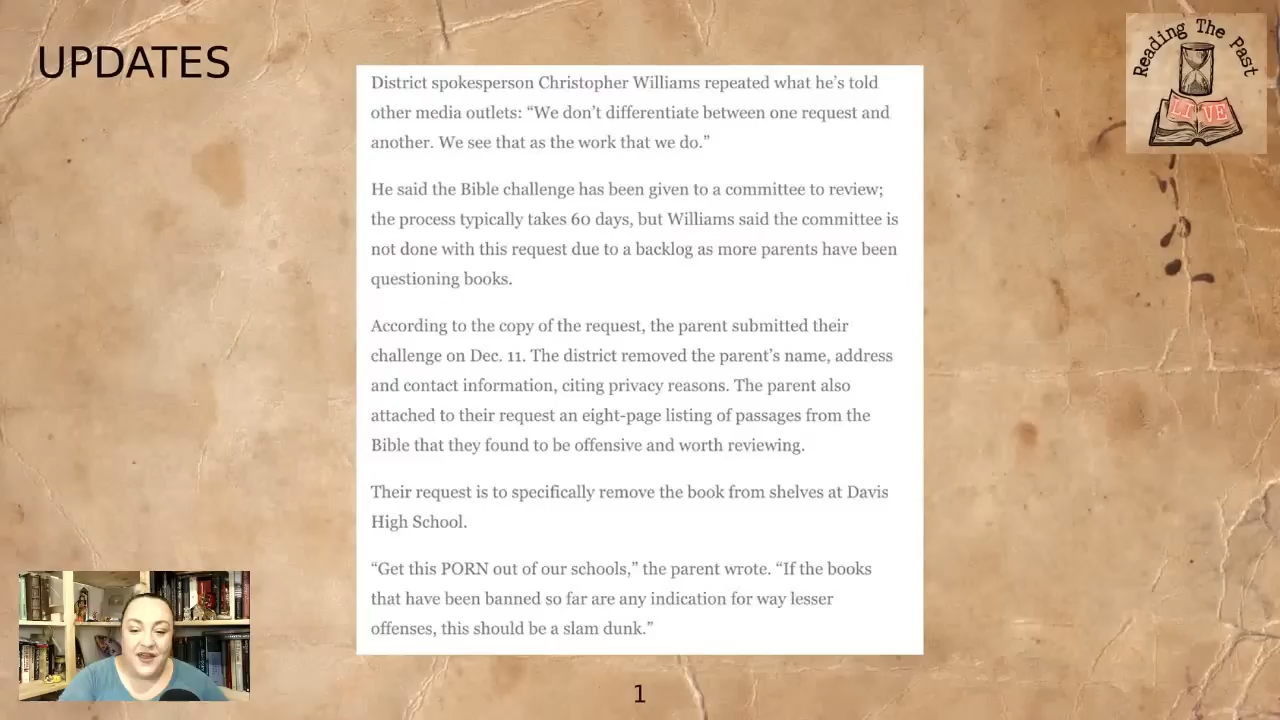 UPDATES
Reading The Past
LIVE
District spokesperson Christopher Williams repeated what he’s told
other media outlets: “We don’t differentiate between one request and
another. We see that as the work that we do.”
He said the Bible challenge has been given to a committee to review;
the process typically takes 60 days, but Williams said the committee is
not done with this request due to a backlog as more parents have been
questioning books.
According to the copy of the request, the parent submitted their
challenge on Dec. 11. The district removed the parent’s name, address
and contact information, citing privacy reasons. The parent also
attached to their request an eight-page listing of passages from the
Bible that they found to be offensive and worth reviewing.
Their request is to specifically remove the book from shelves at Davis
High School.
“Get this PORN out of our schools,” the parent wrote. “If the books
that have been banned so far are any indication for way lesser
offenses, this should be a slam dunk.”
1